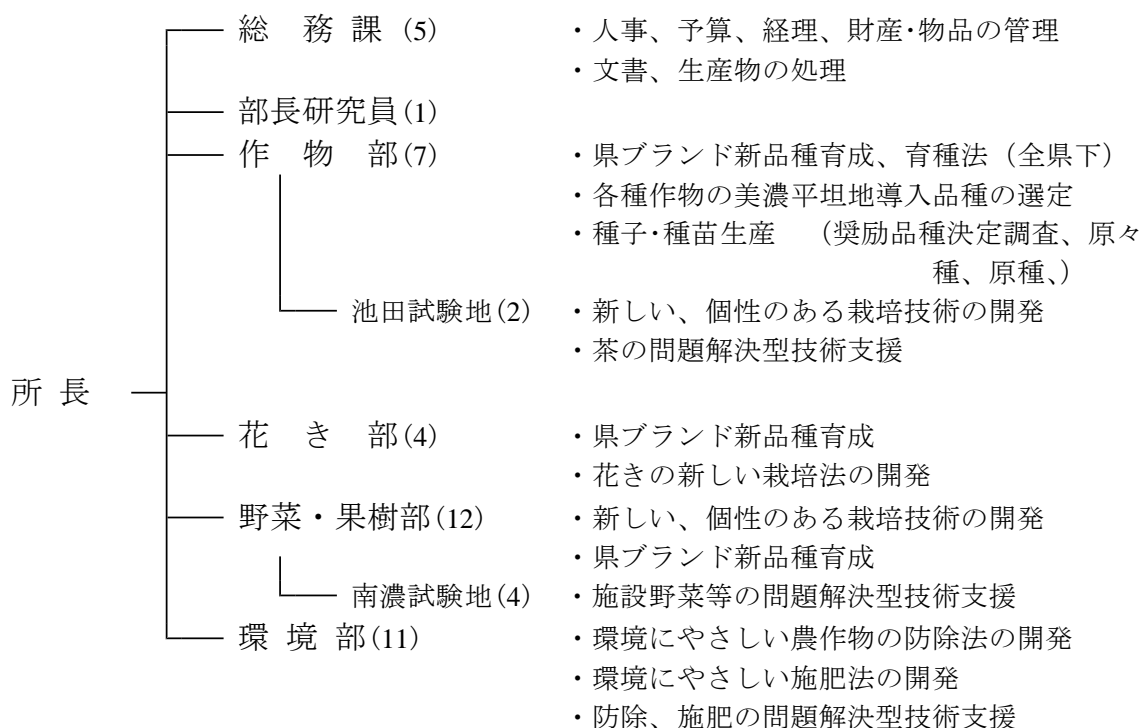 総　務　課 (5)　・人事、予算、経理、財産･物品の管理
・文書、生産物の処理
部長研究員(1)
作　物　部(7)　・県ブランド新品種育成、育種法（全県下）
・各種作物の美濃平坦地導入品種の選定
・種子･種苗生産　（奨励品種決定調査、原々
種、原種､）
池田試験地(2)　・新しい、個性のある栽培技術の開発
・茶の問題解決型技術支援
所 長
花　き　部(4)　・県ブランド新品種育成
・花きの新しい栽培法の開発
野菜・果樹部(12)　・新しい、個性のある栽培技術の開発
・県ブランド新品種育成
南濃試験地(4)　・施設野菜等の問題解決型技術支援
環 境 部(11)　・環境にやさしい農作物の防除法の開発
・環境にやさしい施肥法の開発
・防除、施肥の問題解決型技術支援